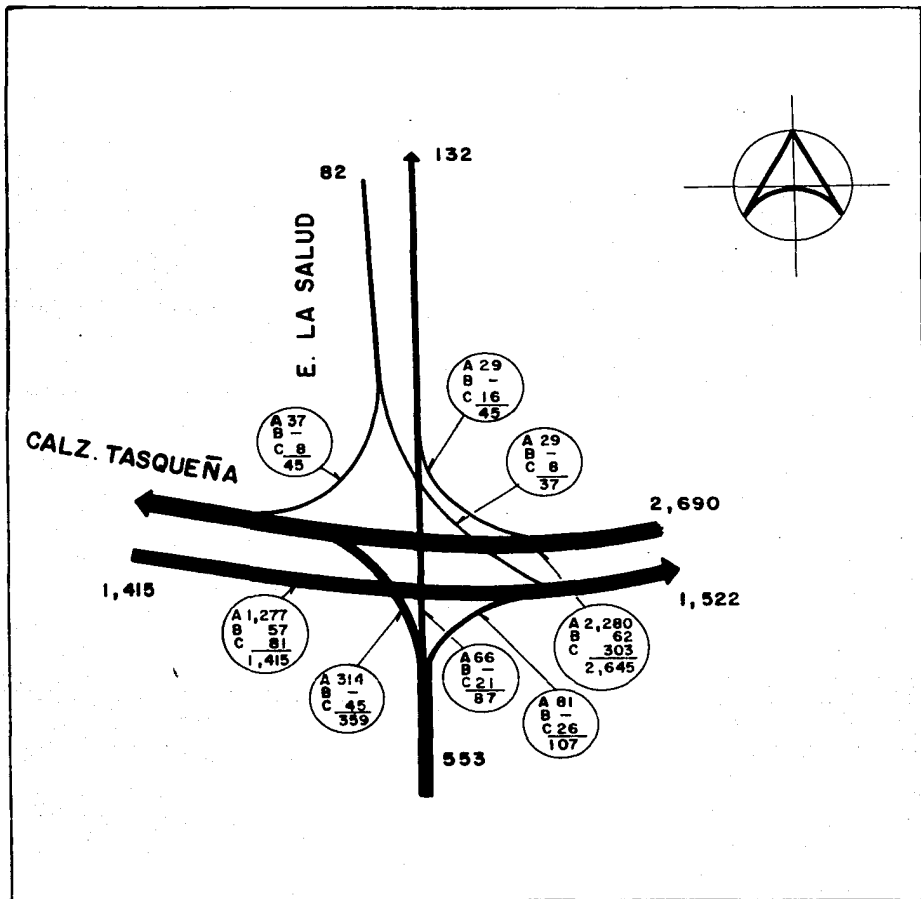 132
82
E. LA SALUD
A 29
B -
C 16
45
A 37
B -
C 8
45
A 29
B -
C 8
37
CALZ. TASQUEÑA
2,690
1,415
1,522
A 1,277
B 57
C 81
1,415
A 2,280
B 62
C 303
2,645
A 314
B -
C 45
359
A 66
B -
C 21
87
A 81
B -
C 26
107
553